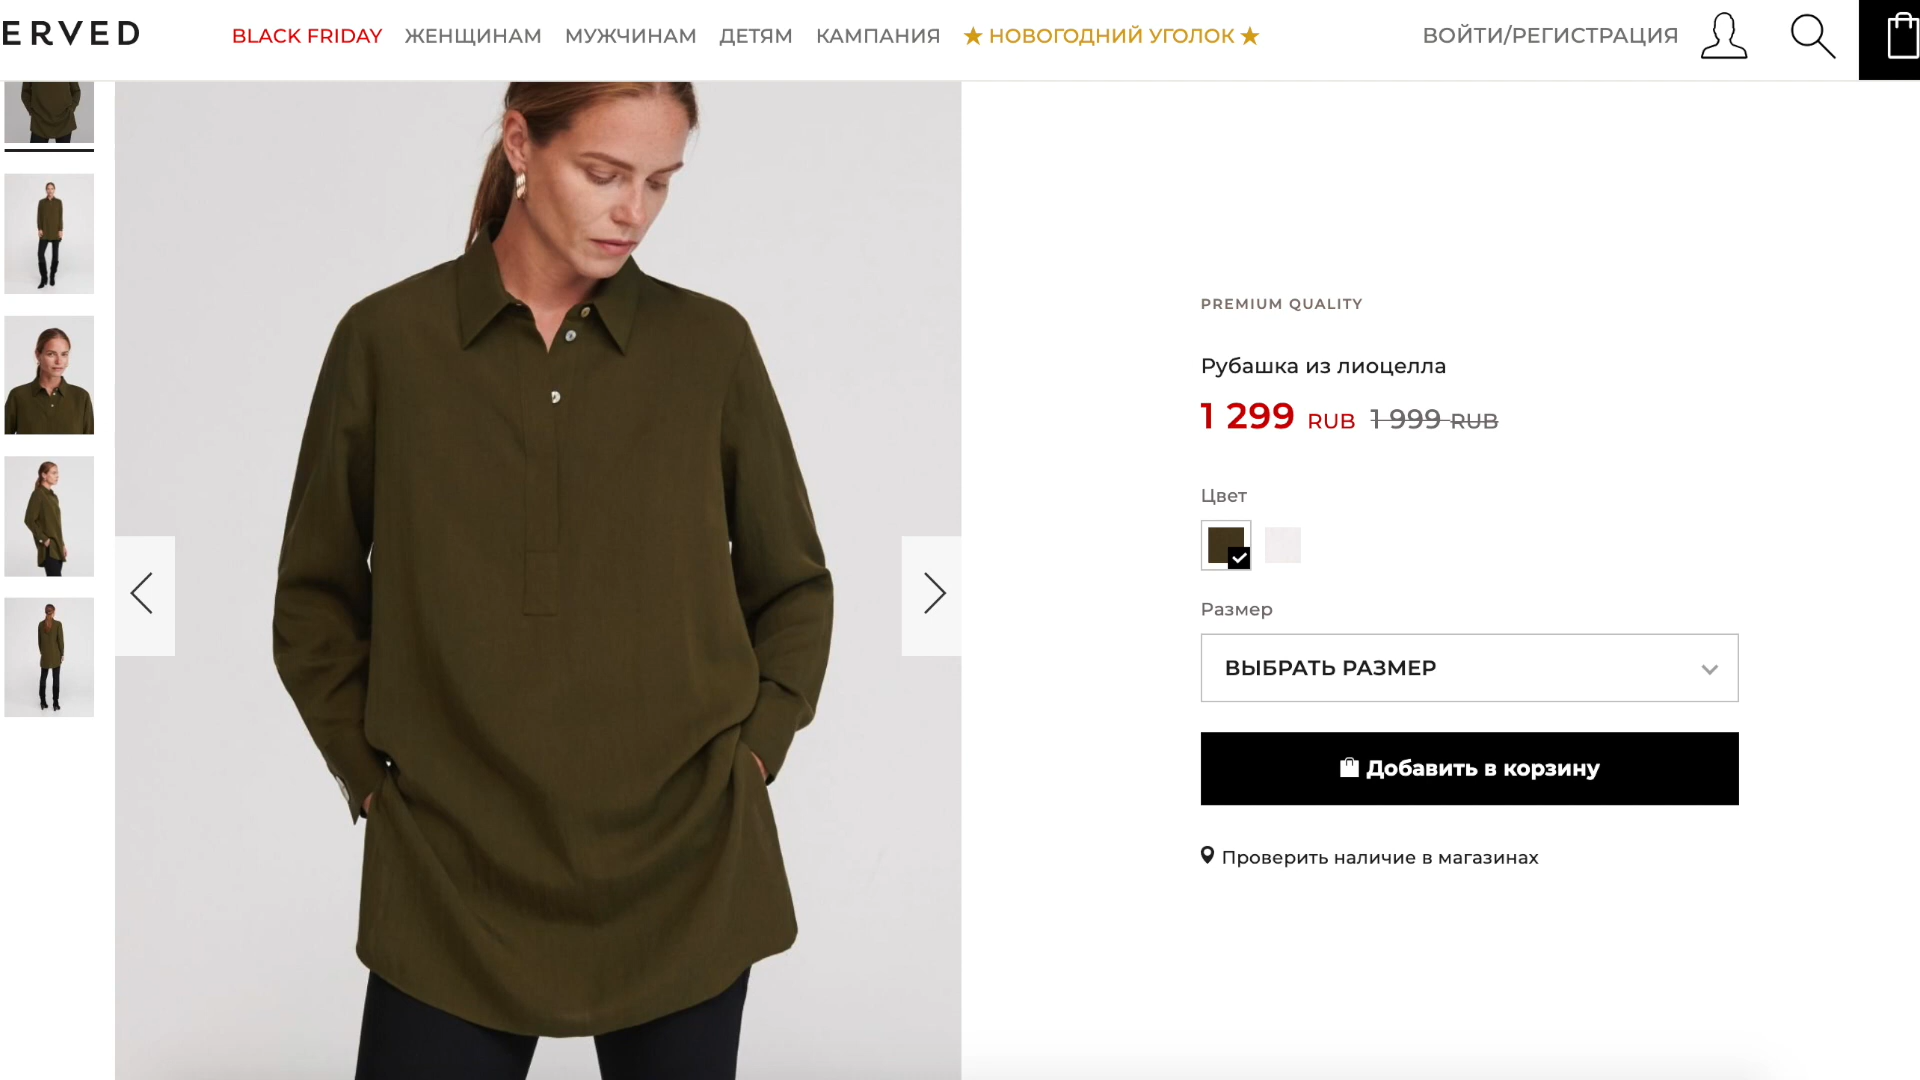 ERVED
BLACK FRIDAY ЖЕНЩИНАМ МУЖЧИНАМ ДЕТЯМ КАМПАНИЯ ★ НОВОГОДНИЙ УГОЛОК ★ ВОЙТИ/РЕГИСТРАЦИЯ
PREMIUM QUALITY
Рубашка из лиоцелла
1 299 RUB 1 999 RUB
Цвет
Размер
ВЫБРАТЬ РАЗМЕР
Добавить в корзину
Проверить наличие в магазинах